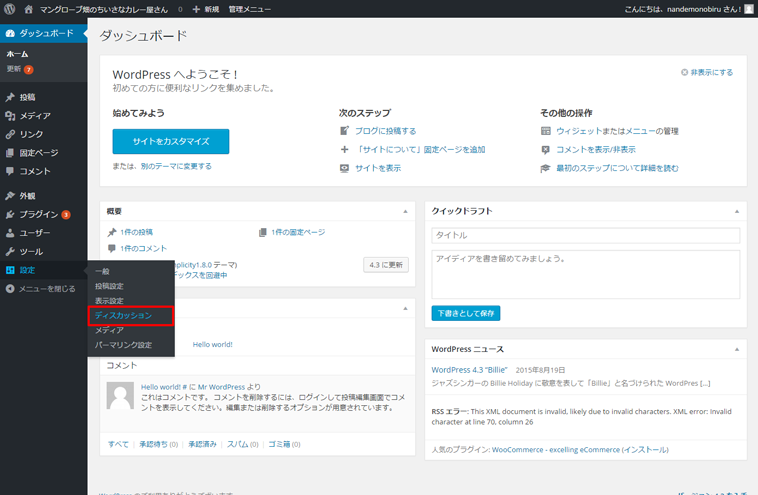 マングローブ畑のちいさなカレー屋さん 0 新規 管理メニュー
こんにちは、nandemonobiru さん！
ダッシュボード
ホーム
更新 7
投稿
メディア
リンク
固定ページ
コメント
外観
プラグイン 3
ユーザー
ツール
設定
メニューを閉じる
一般
投稿設定
表示設定
ディスカッション
メディア
パーマリンク設定
ダッシュボード
WordPress へようこそ！
初めての方に便利なリンクを集めました。
非表示にする
始めてみよう
サイトをカスタマイズ
または、別のテーマに変更する
次のステップ
ブログに投稿する
「サイトについて」固定ページを追加
サイトを表示
その他の操作
ウィジェットまたはメニューの管理
コメントを表示/非表示
最初のステップについて詳細を読む
概要
1件の投稿
1件の固定ページ
1件のコメント
plicity1.8.0 テーマ)
4.3 に更新
デックスを回避中
Hello world!
コメント
Hello world! # に Mr WordPress より
これはコメントです。 コメントを削除するには、ログインして投稿編集画面でコメ
ントを表示してください。編集または削除するオプションが用意されています。
すべて | 承認待ち (0) | 承認済み | スパム (0) | ゴミ箱 (0)
クイックドラフト
タイトル
アイディアを書き留めてみましょう。
下書きとして保存
WordPress ニュース
WordPress 4.3 “Billie” 2015年8月19日
ジャズシンガーの Billie Holiday に敬意を表して「Billie」と名づけられた WordPres […]
RSS エラー: This XML document is invalid, likely due to invalid characters. XML error: Invalid
character at line 70, column 26
人気のプラグイン: WooCommerce - excelling eCommerce (インストール)